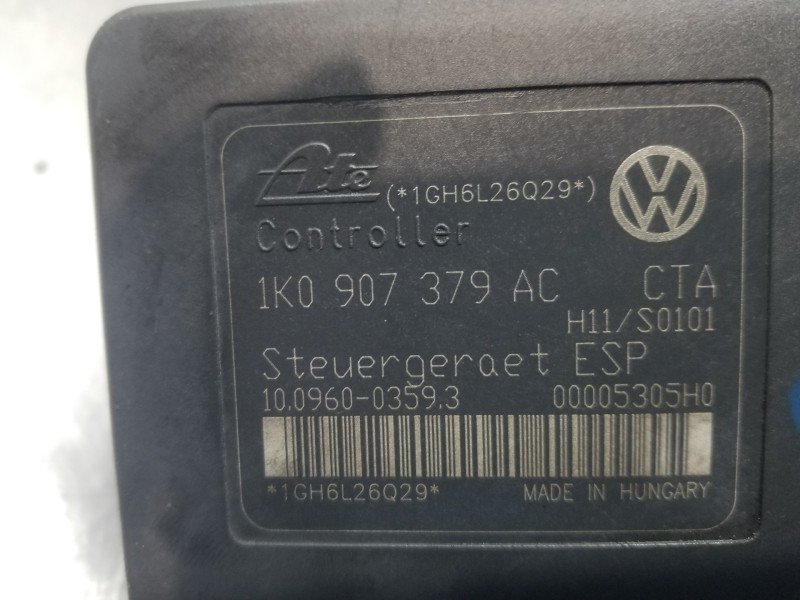 Ate (*1GH6L26Q29*)
Controller
1K0 907 379 AC CTA
H11/S0101
Steuergeraet ESP
10.0960-0359.3 00005305H0
*1GH6L26Q29* MADE IN HUNGARY